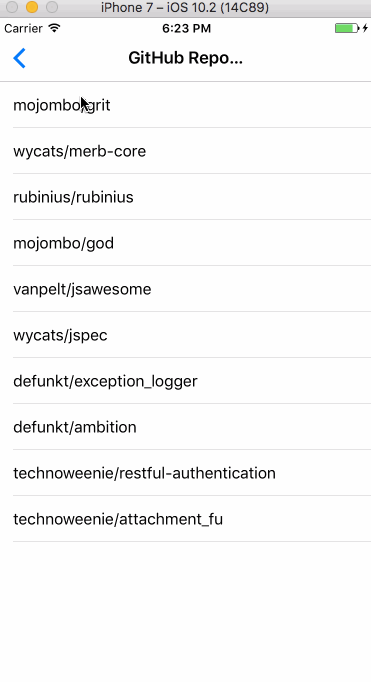 iPhone 7 – iOS 10.2 (14C89)
Carrier 6:23 PM
GitHub Repo...
mojombo/grit
wycats/merb-core
rubinius/rubinius
mojombo/god
vanpelt/jsawesome
wycats/jspec
defunkt/exception_logger
defunkt/ambition
technoweenie/restful-authentication
technoweenie/attachment_fu